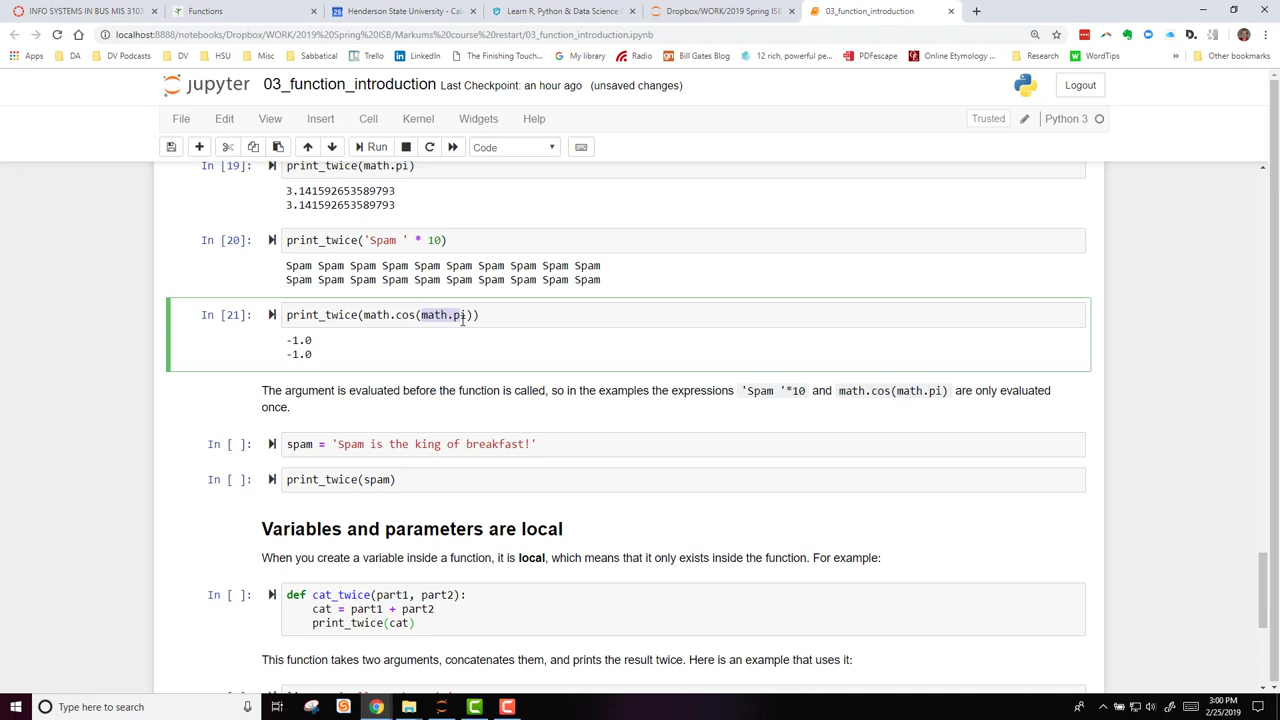 INFO SYSTEMS IN BUS MIS 3103
Functions
Henderson State University - Cal
Learn R, Python & Data Science
Dropbox/WORK/2019 Spring ISB
03_function_introduction
localhost:8888/notebooks/Dropbox/WORK/2019%20Spring%20ISB/Markus%20course%20restart/03_function_introduction.ipynb
Apps DA DV Podcasts DV HSU Misc Sabbatical Trello LinkedIn The Finishing Touch... My library Radio Bill Gates Blog 12 rich, powerful pe... PDFescape Online Etymology ... Research WordTips » Other bookmarks
jupyter 03_function_introduction Last Checkpoint: an hour ago (unsaved changes) Logout
File Edit View Insert Cell Kernel Widgets Help Trusted Python 3
Run Code
In [19]: print_twice(math.pi)
3.141592653589793
3.141592653589793
In [20]: print_twice('Spam ' * 10)
Spam Spam Spam Spam Spam Spam Spam Spam Spam Spam
Spam Spam Spam Spam Spam Spam Spam Spam Spam Spam
In [21]: print_twice(math.cos(math.pi))
-1.0
-1.0
The argument is evaluated before the function is called, so in the examples the expressions 'Spam '*10 and math.cos(math.pi) are only evaluated
once.
In [ ]: spam = 'Spam is the king of breakfast!'
In [ ]: print_twice(spam)
Variables and parameters are local
When you create a variable inside a function, it is local, which means that it only exists inside the function. For example:
In [ ]: def cat_twice(part1, part2):
cat = part1 + part2
print_twice(cat)
This function takes two arguments, concatenates them, and prints the result twice. Here is an example that uses it:
Type here to search
3:00 PM
2/25/2019